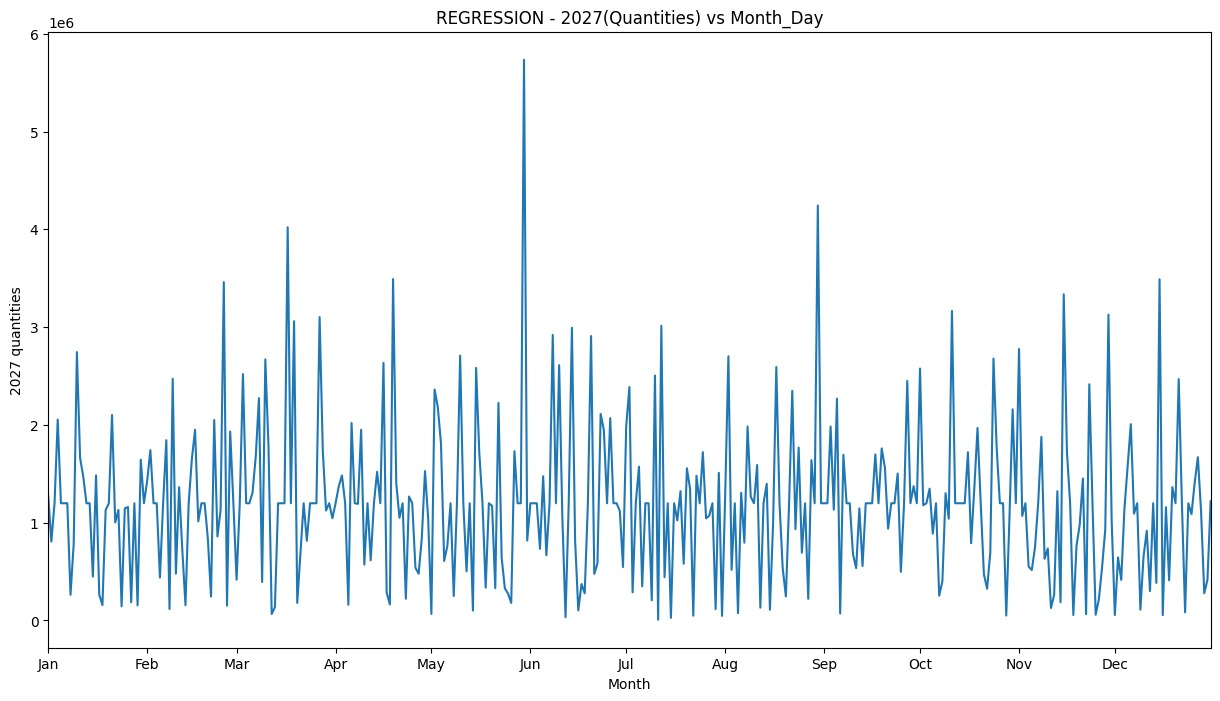 REGRESSION - 2027(Quantities) vs Month_Day
1e6
6
5
4
3
2
1
0
2027 quantities
Jan Feb Mar Apr May Jun Jul Aug Sep Oct Nov Dec
Month